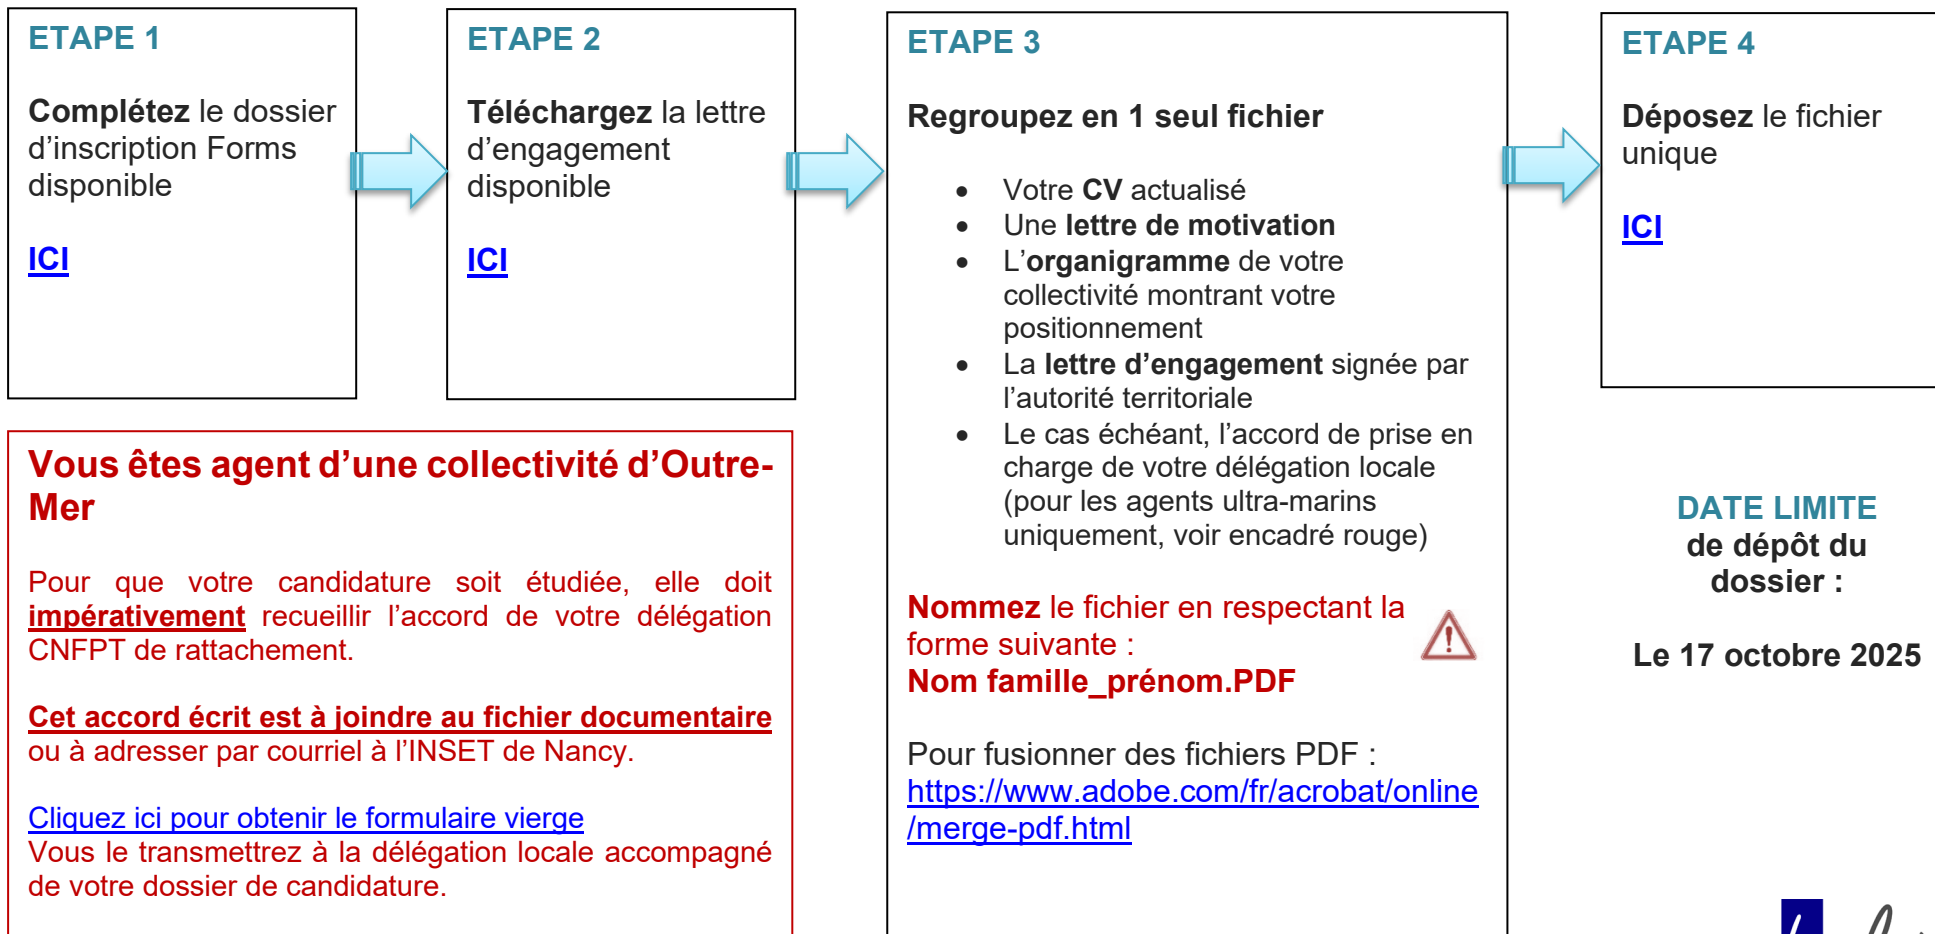 ETAPE 1
Complétez le dossier
d’inscription Forms
disponible
ICI
ETAPE 2
Téléchargez la lettre
d’engagement
disponible
ICI
ETAPE 3
Regroupez en 1 seul fichier
• Votre CV actualisé
• Une lettre de motivation
• L’organigramme de votre
collectivité montrant votre
positionnement
• La lettre d’engagement signée par
l’autorité territoriale
• Le cas échéant, l’accord de prise en
charge de votre délégation locale
(pour les agents ultra-marins
uniquement, voir encadré rouge)
Nommez le fichier en respectant la
forme suivante :
Nom famille_prénom.PDF
Pour fusionner des fichiers PDF :
https://www.adobe.com/fr/acrobat/online
/merge-pdf.html
ETAPE 4
Déposez le fichier
unique
ICI
DATE LIMITE
de dépôt du
dossier :
Le 17 octobre 2025
Vous êtes agent d’une collectivité d’Outre-
Mer
Pour que votre candidature soit étudiée, elle doit
impérativement recueillir l’accord de votre délégation
CNFPT de rattachement.
Cet accord écrit est à joindre au fichier documentaire
ou à adresser par courriel à l’INSET de Nancy.
Cliquez ici pour obtenir le formulaire vierge
Vous le transmettrez à la délégation locale accompagné
de votre dossier de candidature.